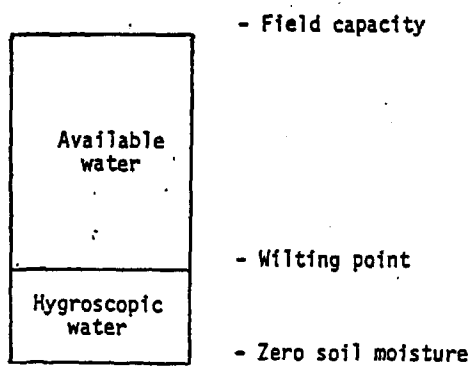 - Field capacity
Available
water
- Wilting point
Hygroscopic
water
- Zero soil moisture